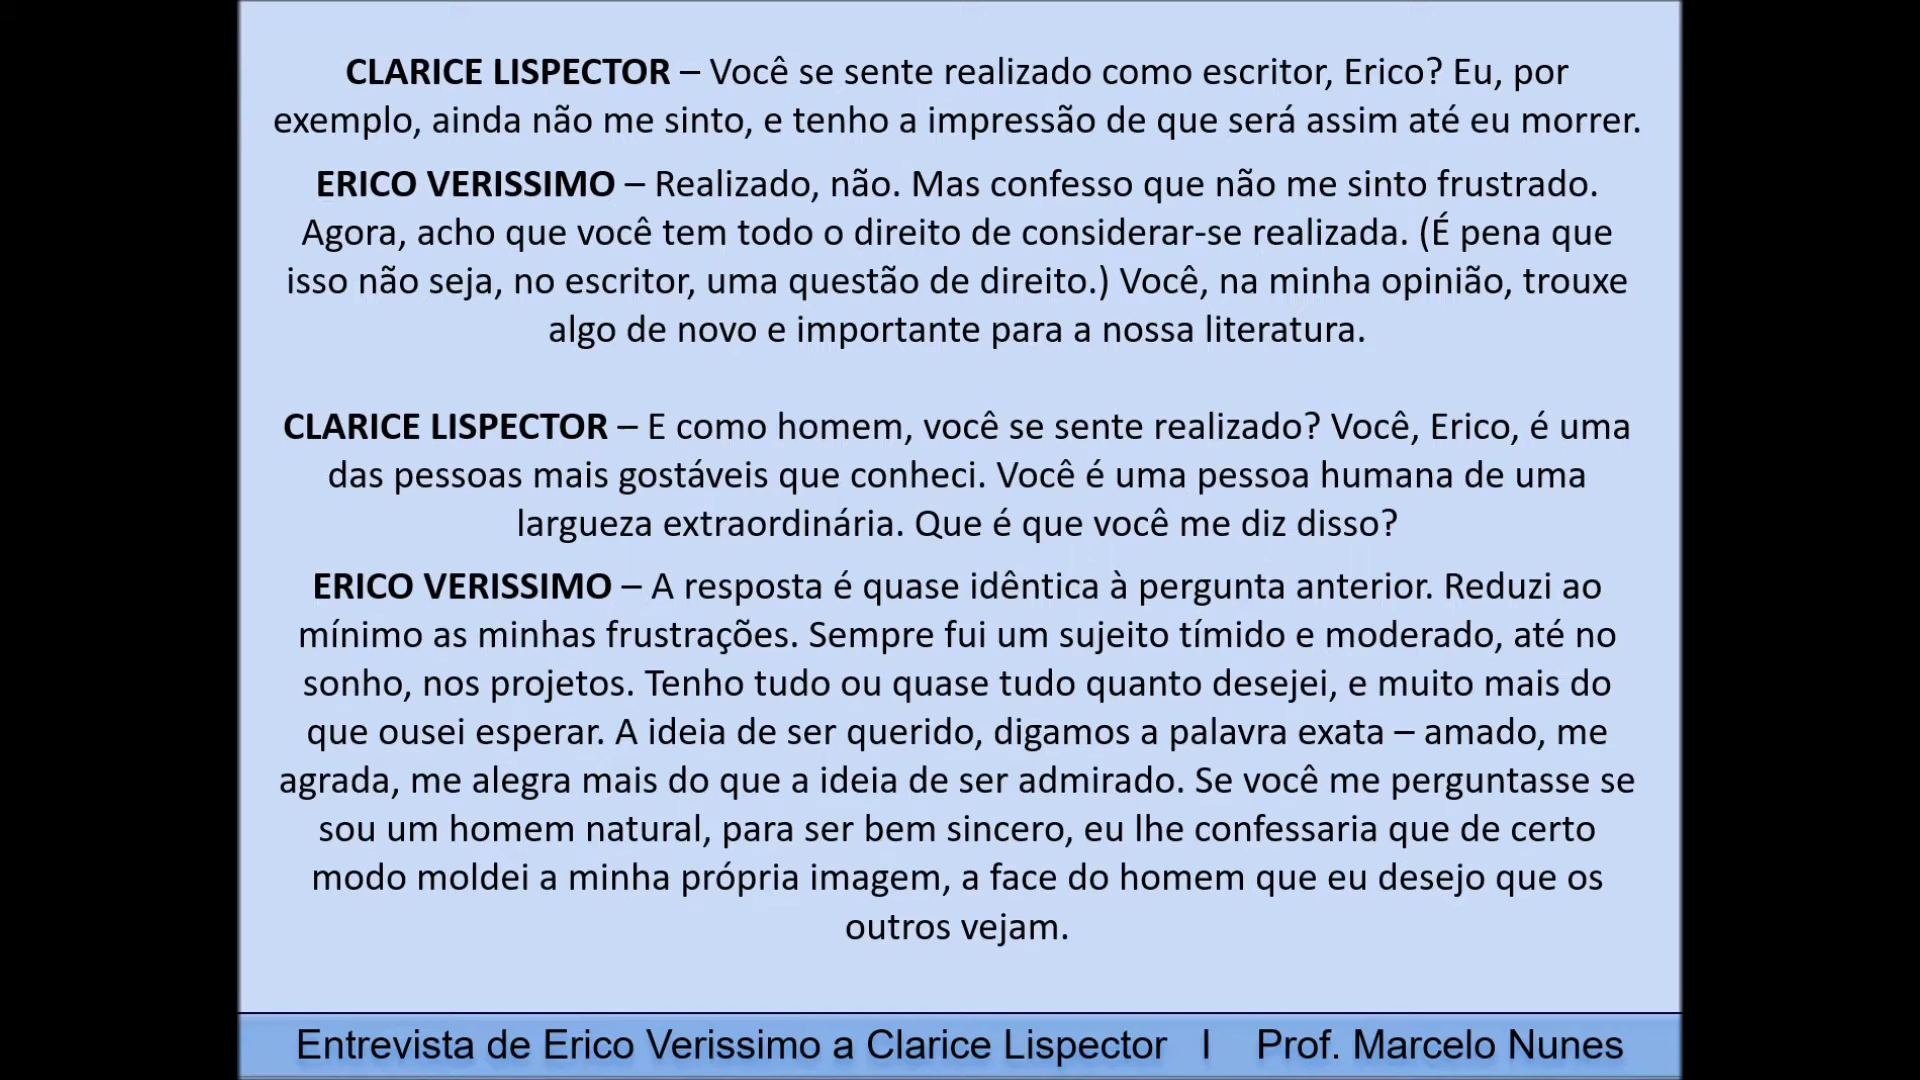 CLARICE LISPECTOR – Você se sente realizado como escritor, Erico? Eu, por
exemplo, ainda não me sinto, e tenho a impressão de que será assim até eu morrer.
ERICO VERISSIMO – Realizado, não. Mas confesso que não me sinto frustrado.
Agora, acho que você tem todo o direito de considerar-se realizada. (É pena que
isso não seja, no escritor, uma questão de direito.) Você, na minha opinião, trouxe
algo de novo e importante para a nossa literatura.
CLARICE LISPECTOR – E como homem, você se sente realizado? Você, Erico, é uma
das pessoas mais gostáveis que conheci. Você é uma pessoa humana de uma
largueza extraordinária. Que é que você me diz disso?
ERICO VERISSIMO – A resposta é quase idêntica à pergunta anterior. Reduzi ao
mínimo as minhas frustrações. Sempre fui um sujeito tímido e moderado, até no
sonho, nos projetos. Tenho tudo ou quase tudo quanto desejei, e muito mais do
que ousei esperar. A ideia de ser querido, digamos a palavra exata – amado, me
agrada, me alegra mais do que a ideia de ser admirado. Se você me perguntasse se
sou um homem natural, para ser bem sincero, eu lhe confessaria que de certo
modo moldei a minha própria imagem, a face do homem que eu desejo que os
outros vejam.
Entrevista de Erico Verissimo a Clarice Lispector I Prof. Marcelo Nunes